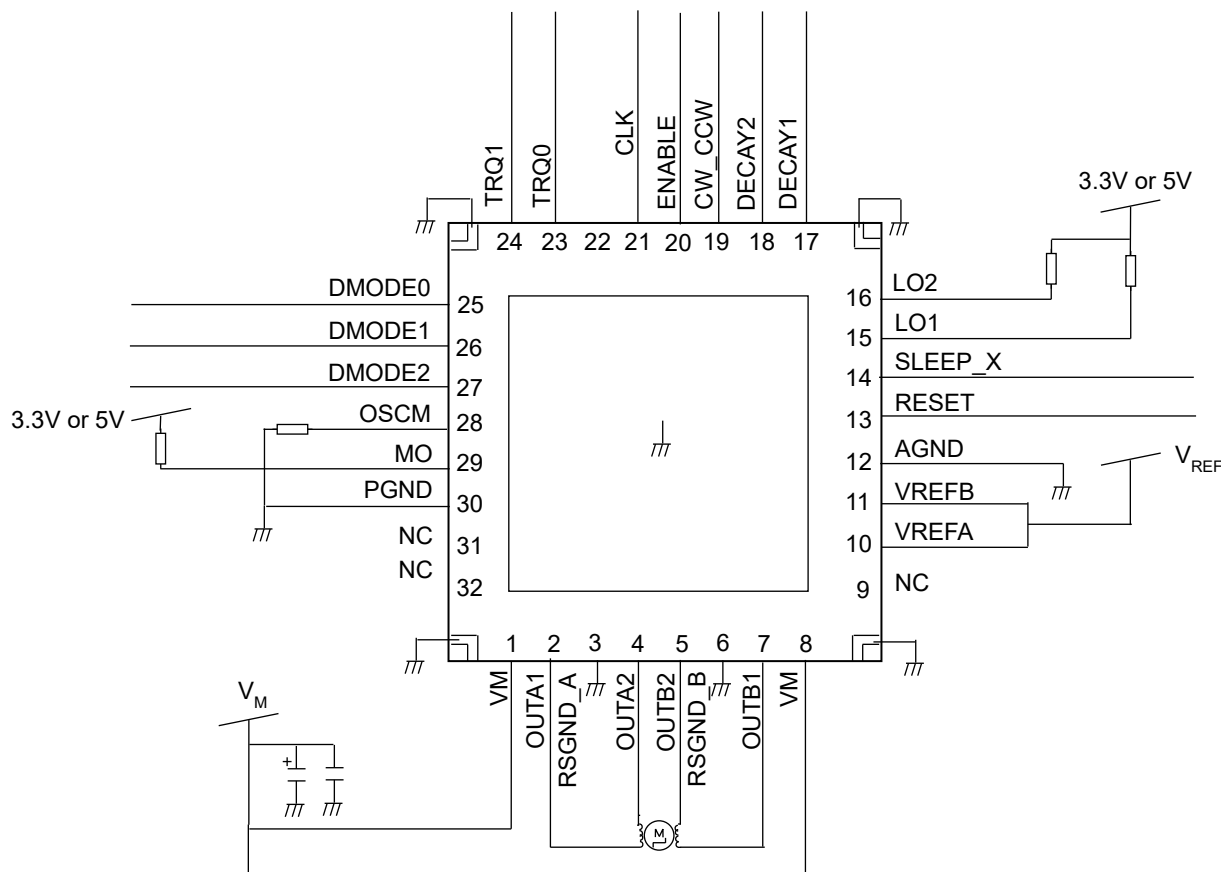 TRQ1
TRQ0
CLK
ENABLE
CW_CCW
DECAY2
DECAY1
24
23
22
21
20
19
18
17
3.3V or 5V
DMODE0
25
DMODE1
26
DMODE2
27
3.3V or 5V
OSCM
28
MO
29
PGND
30
NC
31
NC
32
16
LO2
15
LO1
14
SLEEP_X
13
RESET
12
AGND
VREF
11
VREFB
10
VREFA
9
NC
1
2
3
4
5
6
7
8
VM
OUTA1
RSGND_A
OUTA2
OUTB2
RSGND_B
OUTB1
VM
VM
+
M